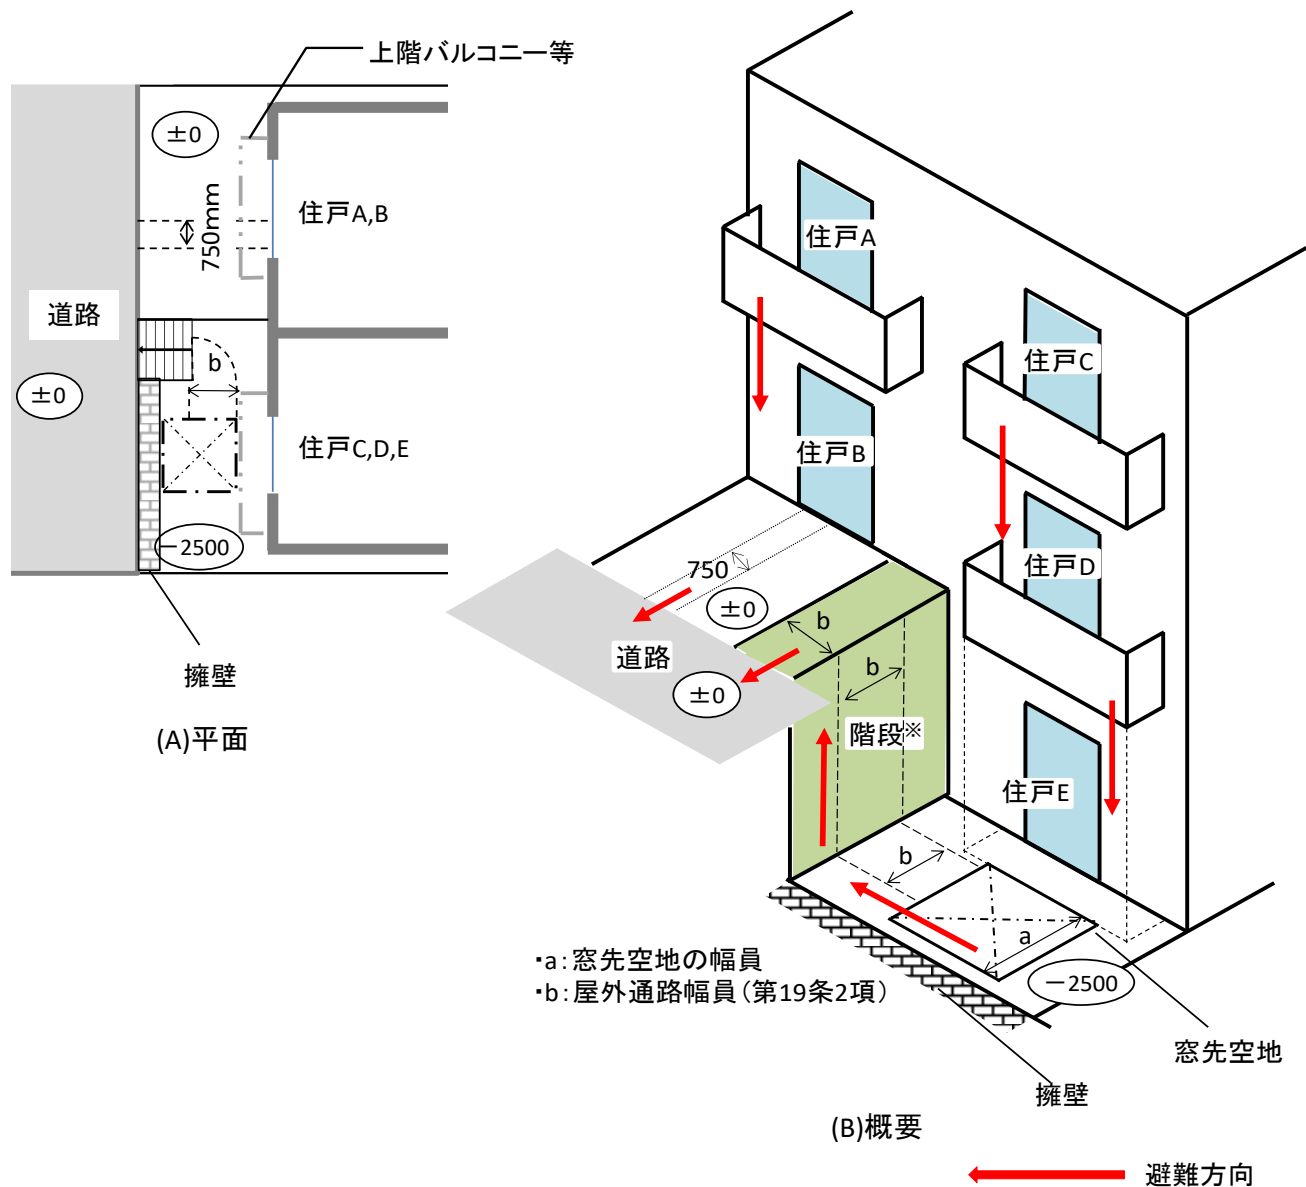 上階バルコニー等
±0
750mm
住戸A,B
道路
b
±0
住戸C,D,E
−2500
擁壁
(A)平面
住戸A
住戸C
住戸B
住戸D
750
±0
b
道路
b
±0
階段※
住戸E
b
a
−2500
・a：窓先空地の幅員
・b：屋外通路幅員（第19条2項）
窓先空地
擁壁
(B)概要
避難方向